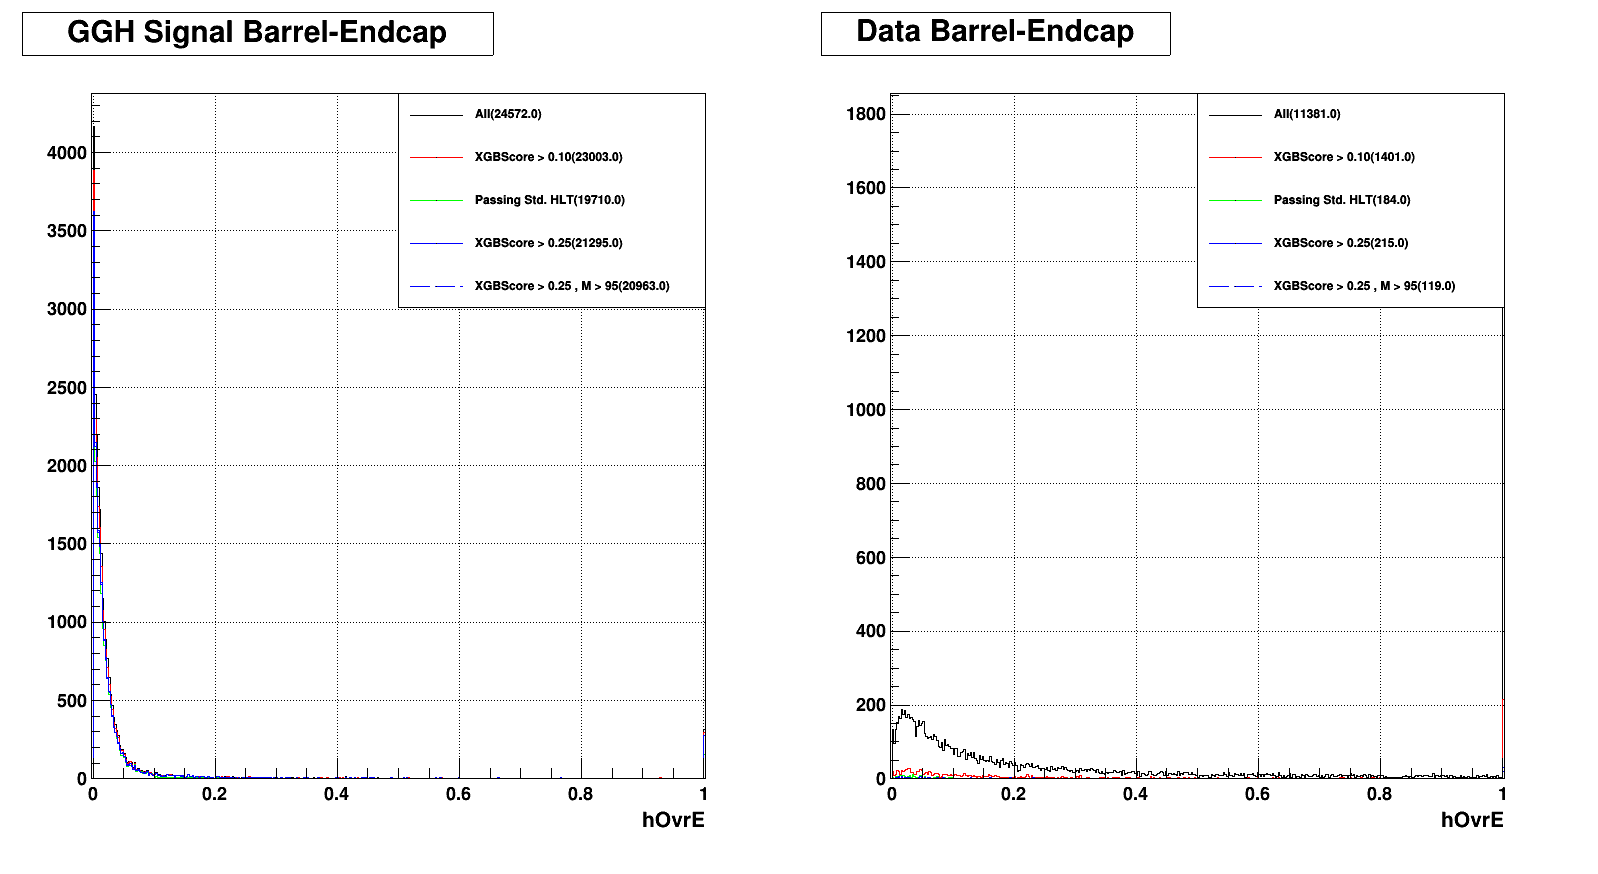 GGH Signal Barrel-Endcap
All(24572.0)
XGBScore > 0.10(23003.0)
Passing Std. HLT(19710.0)
XGBScore > 0.25(21295.0)
XGBScore > 0.25 , M > 95(20963.0)
4000
3500
3000
2500
2000
1500
1000
500
0
0 0.2 0.4 0.6 0.8 1
hOvrE
Data Barrel-Endcap
All(11381.0)
XGBScore > 0.10(1401.0)
Passing Std. HLT(184.0)
XGBScore > 0.25(215.0)
XGBScore > 0.25 , M > 95(119.0)
1800
1600
1400
1200
1000
800
600
400
200
0
0 0.2 0.4 0.6 0.8 1
hOvrE